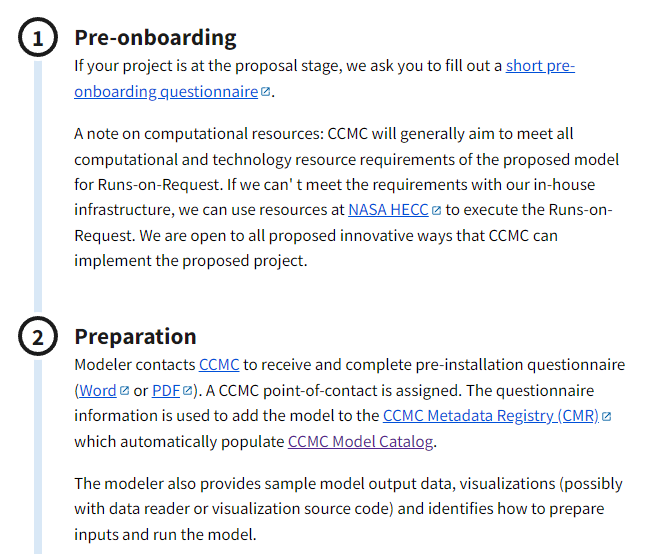 1 Pre-onboarding
If your project is at the proposal stage, we ask you to fill out a short pre-
onboarding questionnaire.
A note on computational resources: CCMC will generally aim to meet all
computational and technology resource requirements of the proposed model
for Runs-on-Request. If we can' t meet the requirements with our in-house
infrastructure, we can use resources at NASA HECC to execute the Runs-on-
Request. We are open to all proposed innovative ways that CCMC can
implement the proposed project.
2 Preparation
Modeler contacts CCMC to receive and complete pre-installation questionnaire
(Word or PDF). A CCMC point-of-contact is assigned. The questionnaire
information is used to add the model to the CCMC Metadata Registry (CMR)
which automatically populate CCMC Model Catalog.
The modeler also provides sample model output data, visualizations (possibly
with data reader or visualization source code) and identifies how to prepare
inputs and run the model.